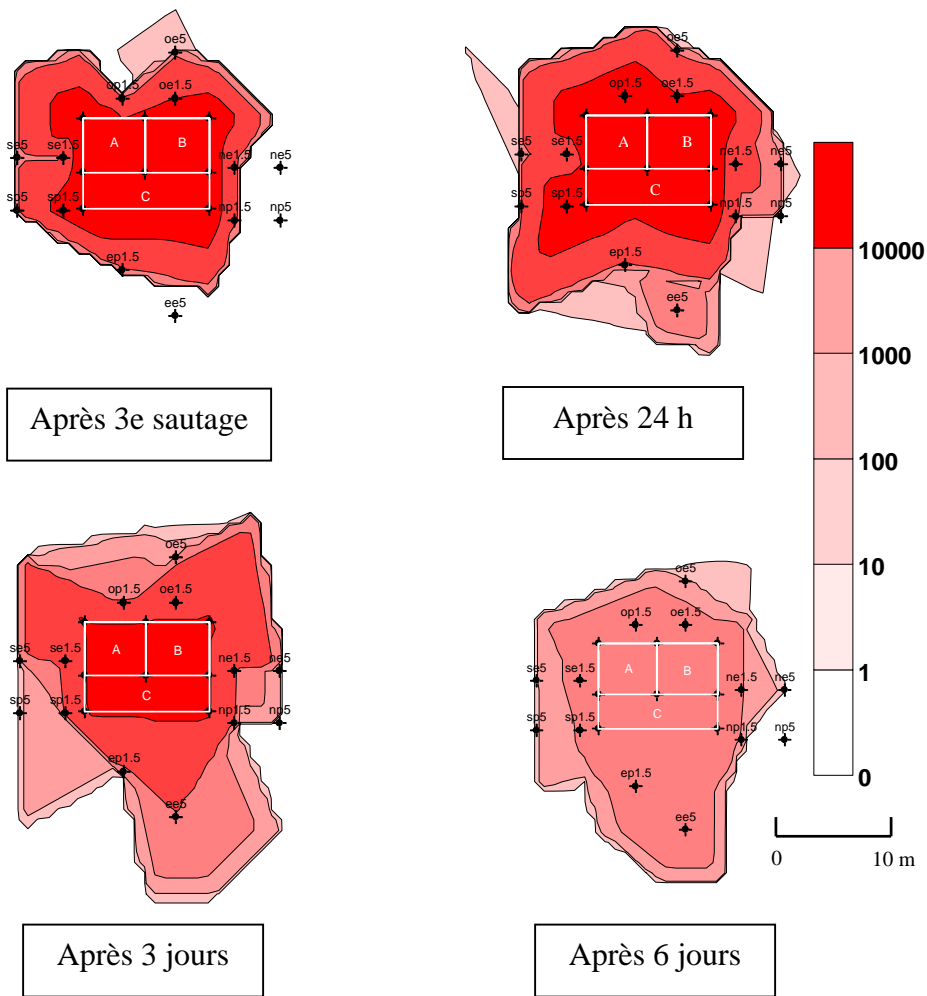 oe5
op1.5 oe1.5
A B
se5 se1.5 ne1.5 ne5
C
sp5 sp1.5 np1.5 np5
ep1.5
ee5
Après 3e sautage
oe5
op1.5 oe1.5
A B
se5 se1.5 ne1.5 ne5
C
sp5 sp1.5 np1.5 np5
ep1.5
ee5
Après 24 h
10000
1000
100
10
1
0
0 10 m
oe5
op1.5 oe1.5
A B
se5 se1.5 ne1.5 ne5
C
sp5 sp1.5 np1.5 np5
ep1.5
ee5
Après 3 jours
oe5
op1.5 oe1.5
A B
se5 se1.5 ne1.5 ne5
C
sp5 sp1.5 np1.5 np5
ep1.5
ee5
Après 6 jours